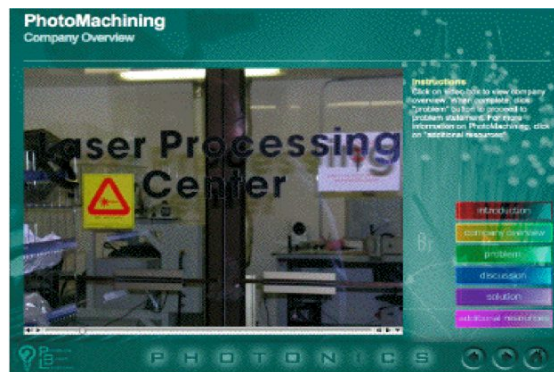 PhotoMachining
Company Overview
Instructions
Click on video box to view company
overview. When complete, click
"problem" button to proceed to
problem statement. For more
information on PhotoMachining, click
on "additional resources".
Laser Processing
Center
introduction
company overview
problem
discussion
solution
additional resources
PHOTONICS